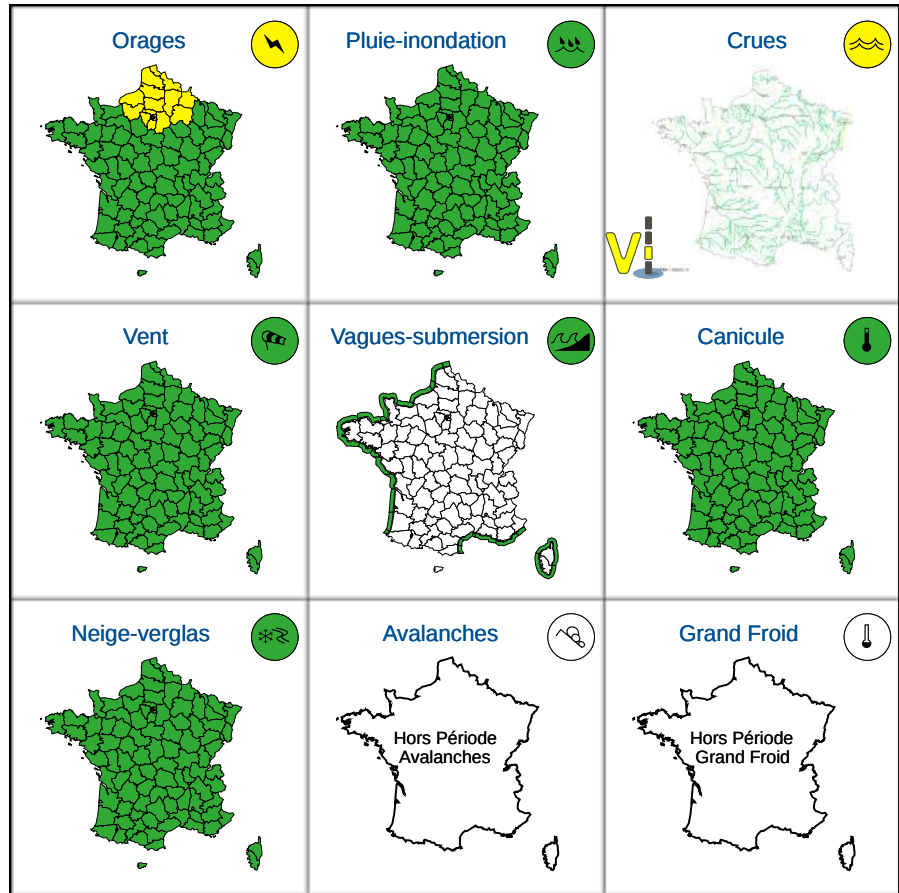 Orages
Pluie-inondation
Crues
Vi
Vent
Vagues-submersion
Canicule
Neige-verglas
Avalanches
Grand Froid
Hors Période
Avalanches
Hors Période
Grand Froid